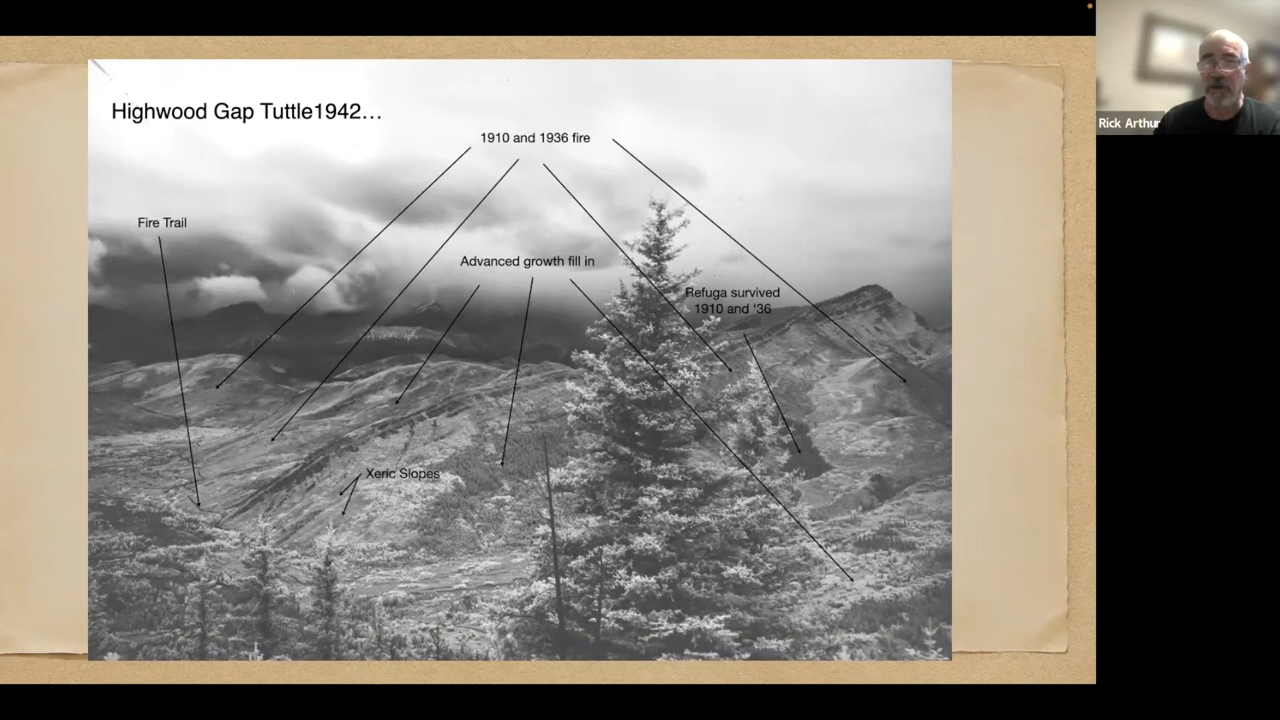 Highwood Gap Tuttle1942…
1910 and 1936 fire
Fire Trail
Advanced growth fill in
Refuga survived
1910 and '36
Xeric Slopes
Rick Arthur